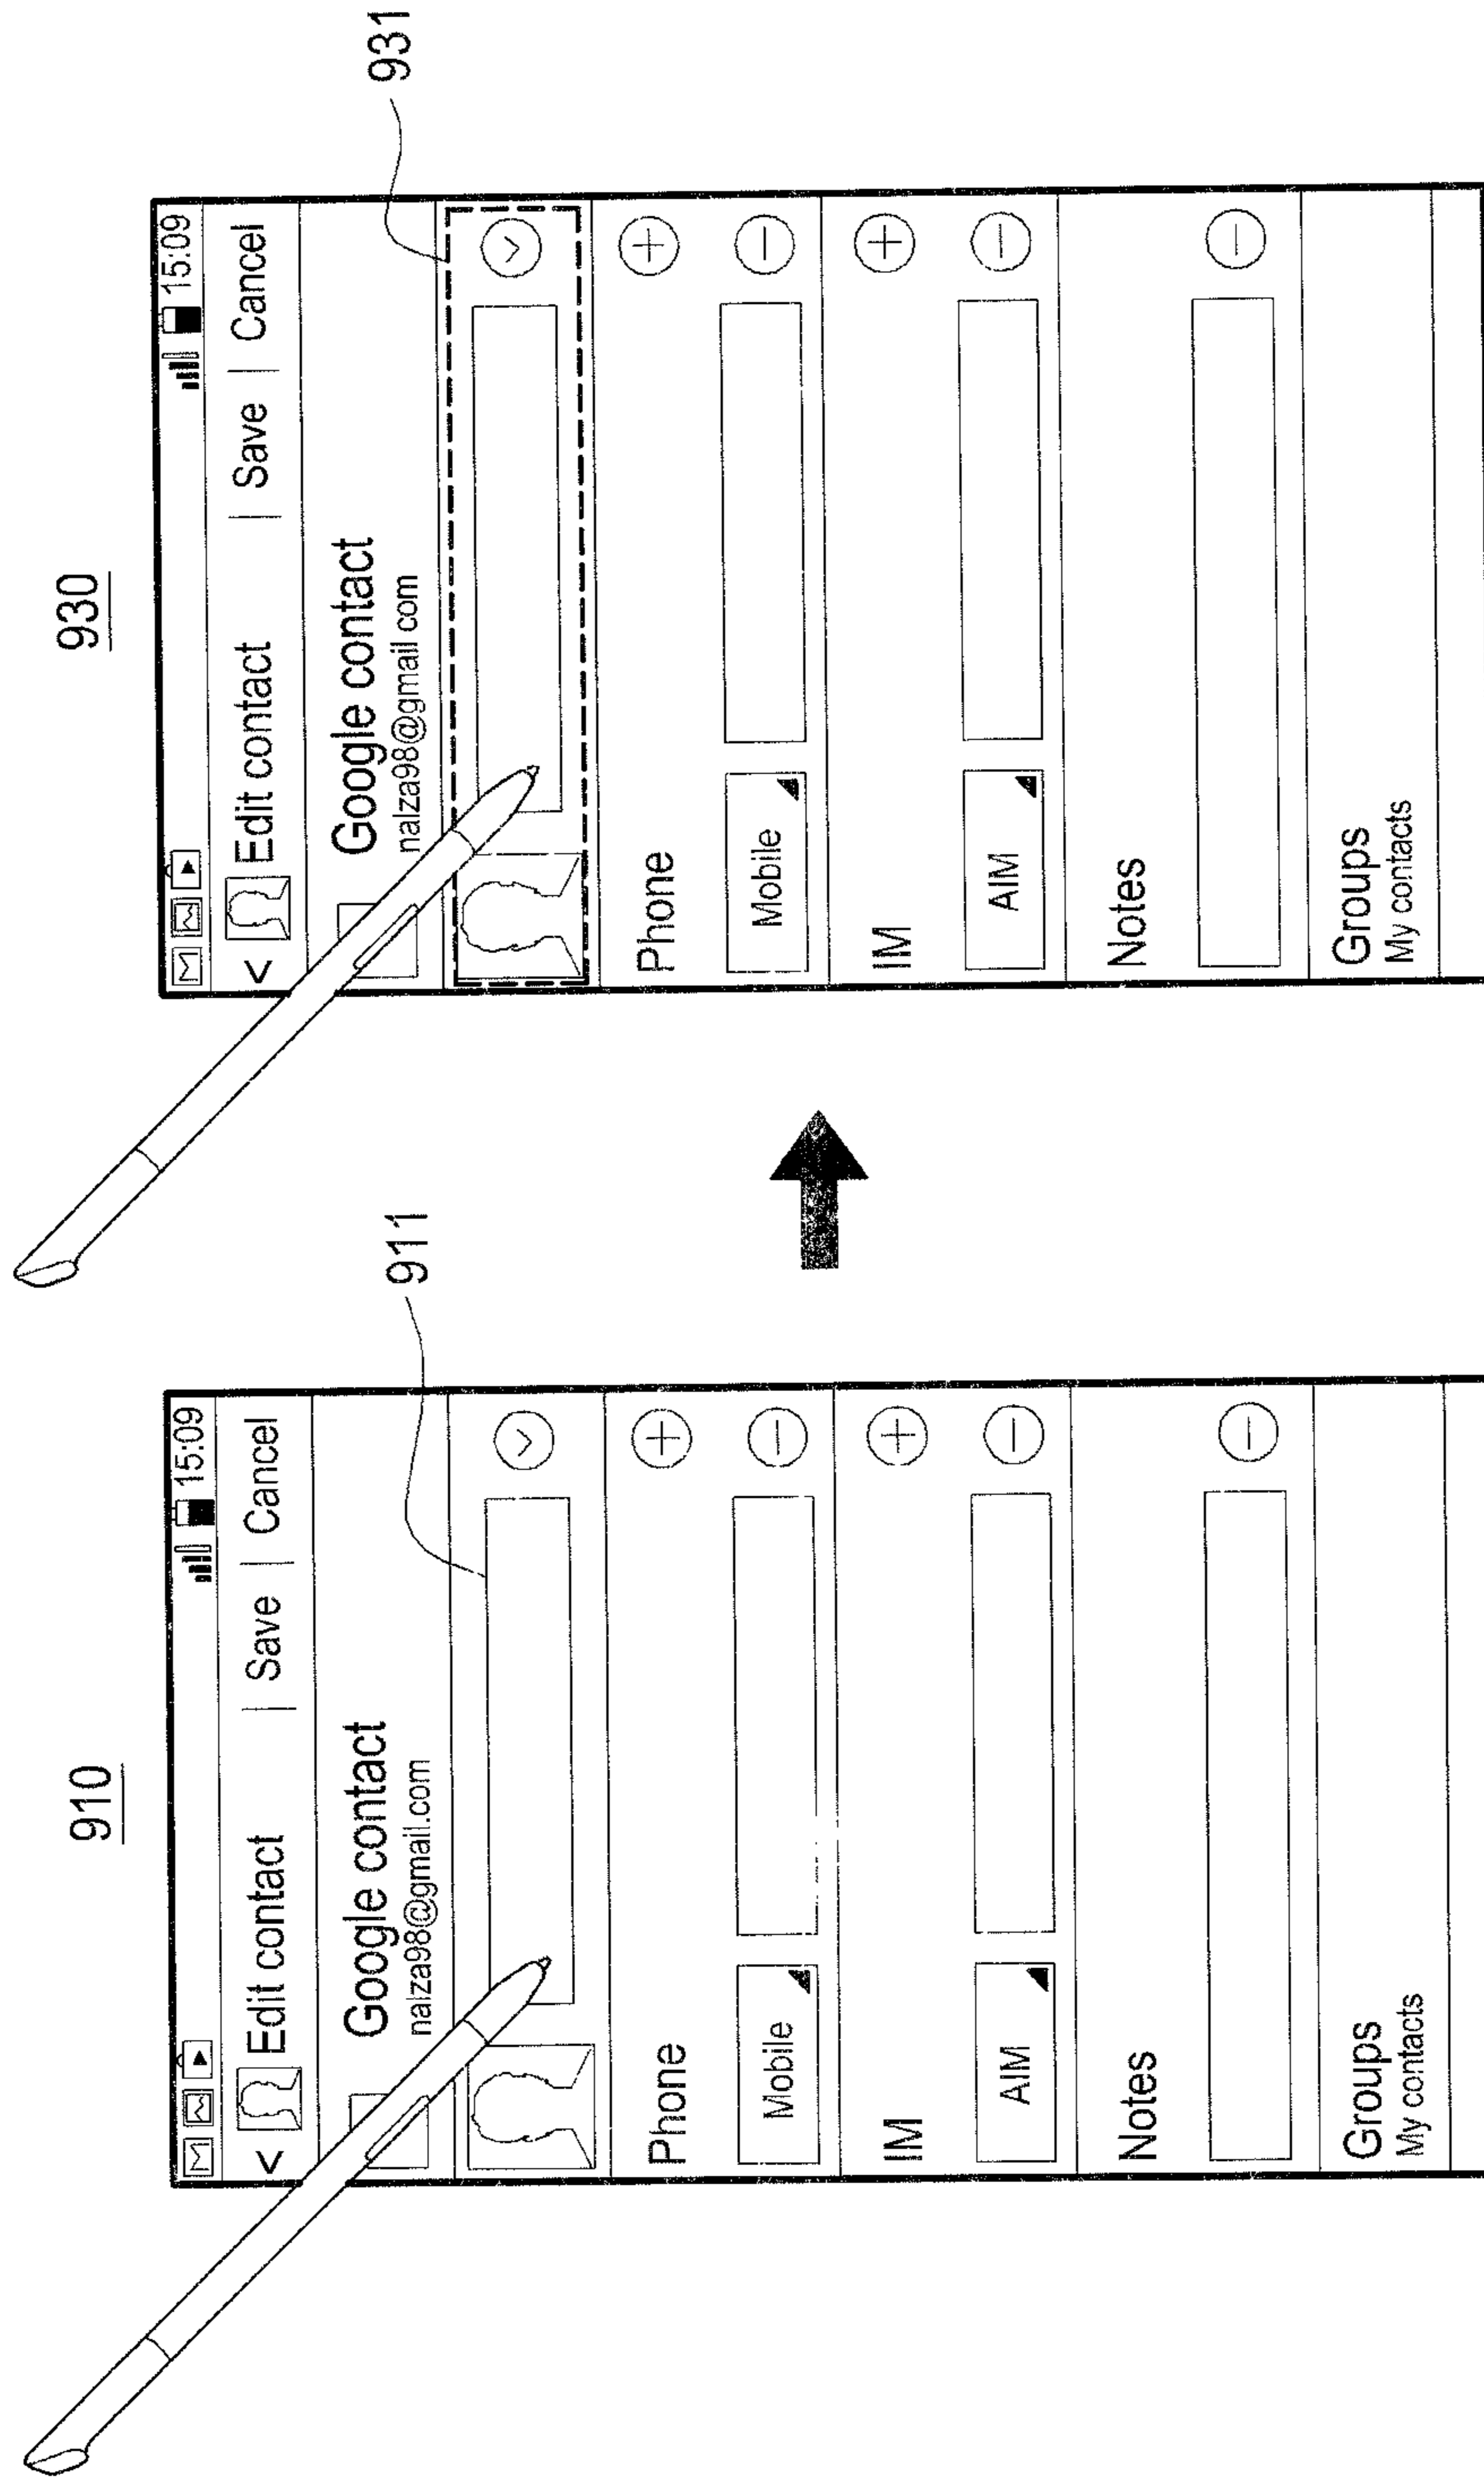 910
15:09
< Edit contact | Save | Cancel
Google contact
nalza98@gmail.com
911
Phone
Mobile
IM
AIM
Notes
Groups
My contacts
930
15:09
< Edit contact | Save | Cancel
Google contact
nalza98@gmail com
931
Phone
Mobile
IM
AIM
Notes
Groups
My contacts